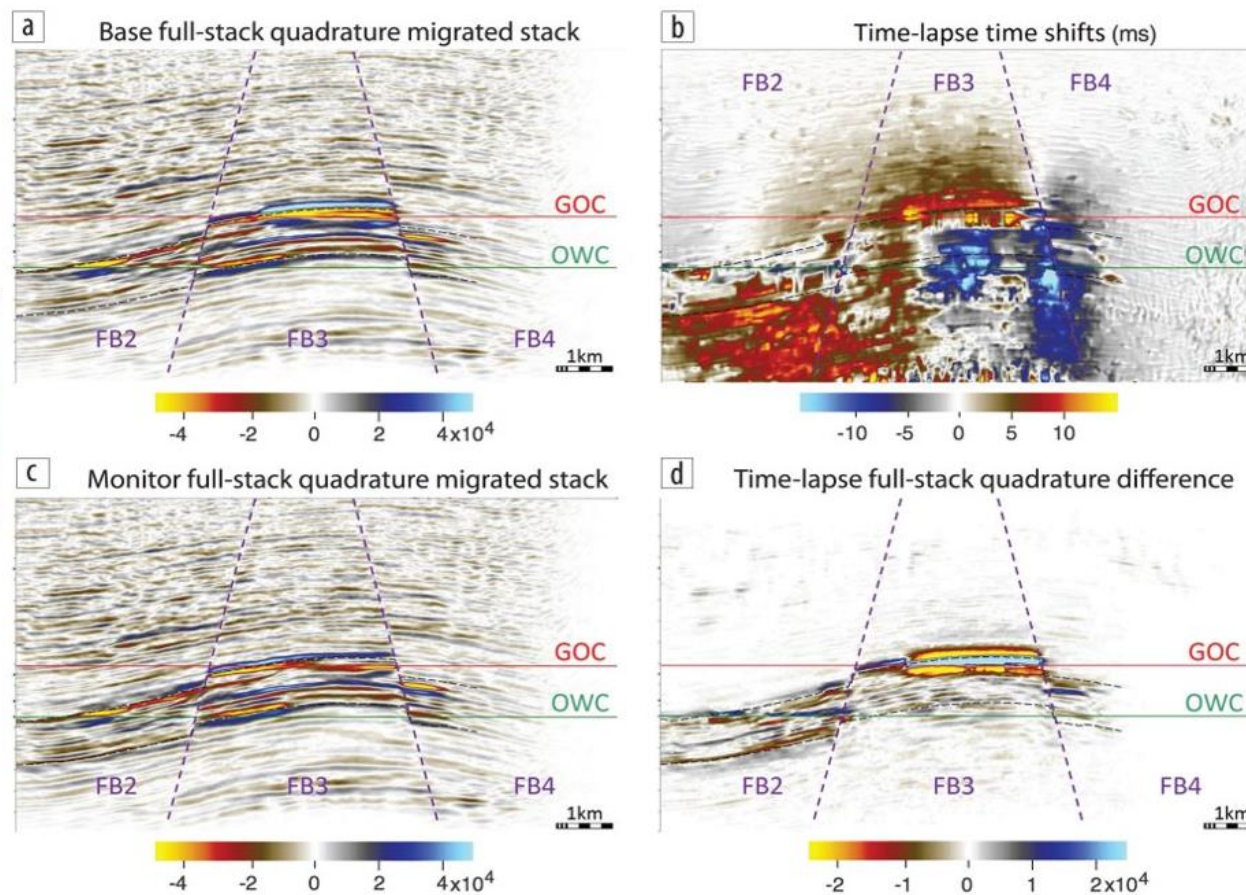 a Base full-stack quadrature migrated stack
FB2 FB3 FB4
GOC
OWC
FB2 FB3 FB4
1km
-4 -2 0 2 4x10⁴
b Time-lapse time shifts (ms)
FB2 FB3 FB4
GOC
OWC
1km
-10 -5 0 5 10
c Monitor full-stack quadrature migrated stack
GOC
OWC
FB2 FB3 FB4
1km
-4 -2 0 2 4x10⁴
d Time-lapse full-stack quadrature difference
GOC
OWC
FB2 FB3 FB4
1km
-2 -1 0 1 2x10⁴